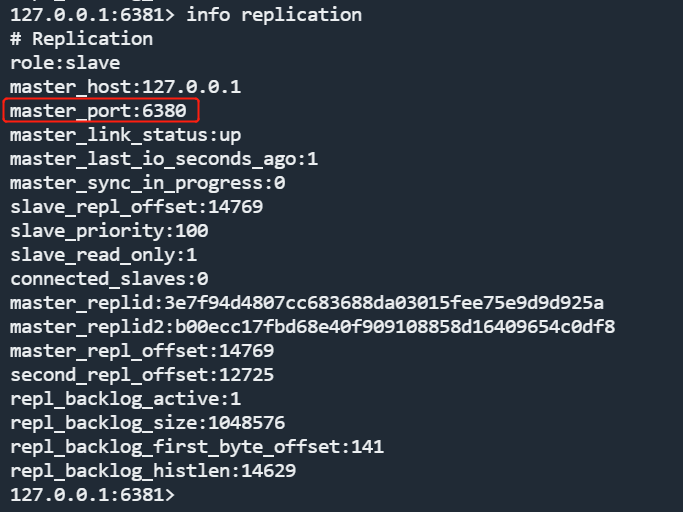 127.0.0.1:6381> info replication
# Replication
role:slave
master_host:127.0.0.1
master_port:6380
master_link_status:up
master_last_io_seconds_ago:1
master_sync_in_progress:0
slave_repl_offset:14769
slave_priority:100
slave_read_only:1
connected_slaves:0
master_replid:3e7f94d4807cc683688da03015fee75e9d9d925a
master_replid2:b00ecc17fbd68e40f909108858d16409654c0df8
master_repl_offset:14769
second_repl_offset:12725
repl_backlog_active:1
repl_backlog_size:1048576
repl_backlog_first_byte_offset:141
repl_backlog_histlen:14629
127.0.0.1:6381>